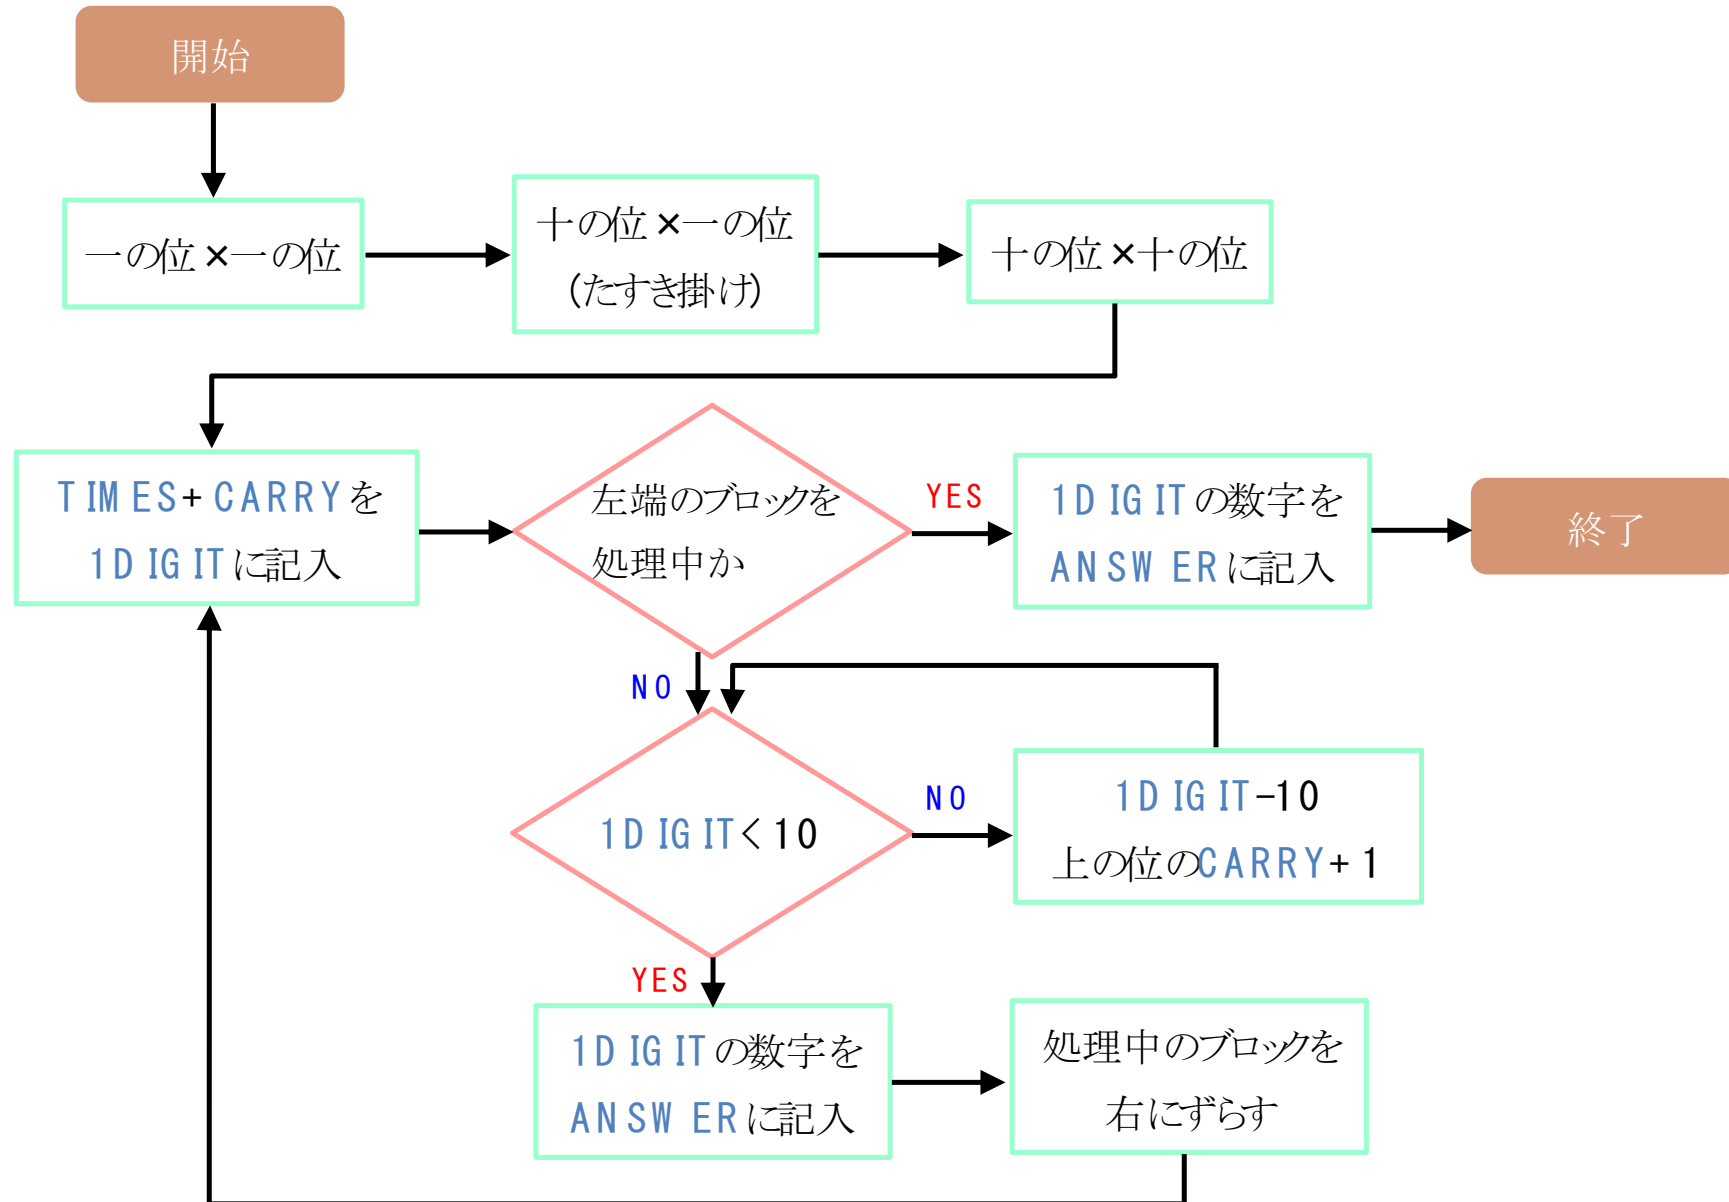 開始
一の位×一の位
十の位×一の位
(たすき掛け)
十の位×十の位
TIMES+CARRYを
1DIGITに記入
左端のブロックを
処理中か
YES
1DIGITの数字を
ANSWERに記入
終了
NO
1DIGIT<10
NO
1DIGIT-10
上の位のCARRY+1
YES
1DIGITの数字を
ANSWERに記入
処理中のブロックを
右にずらす